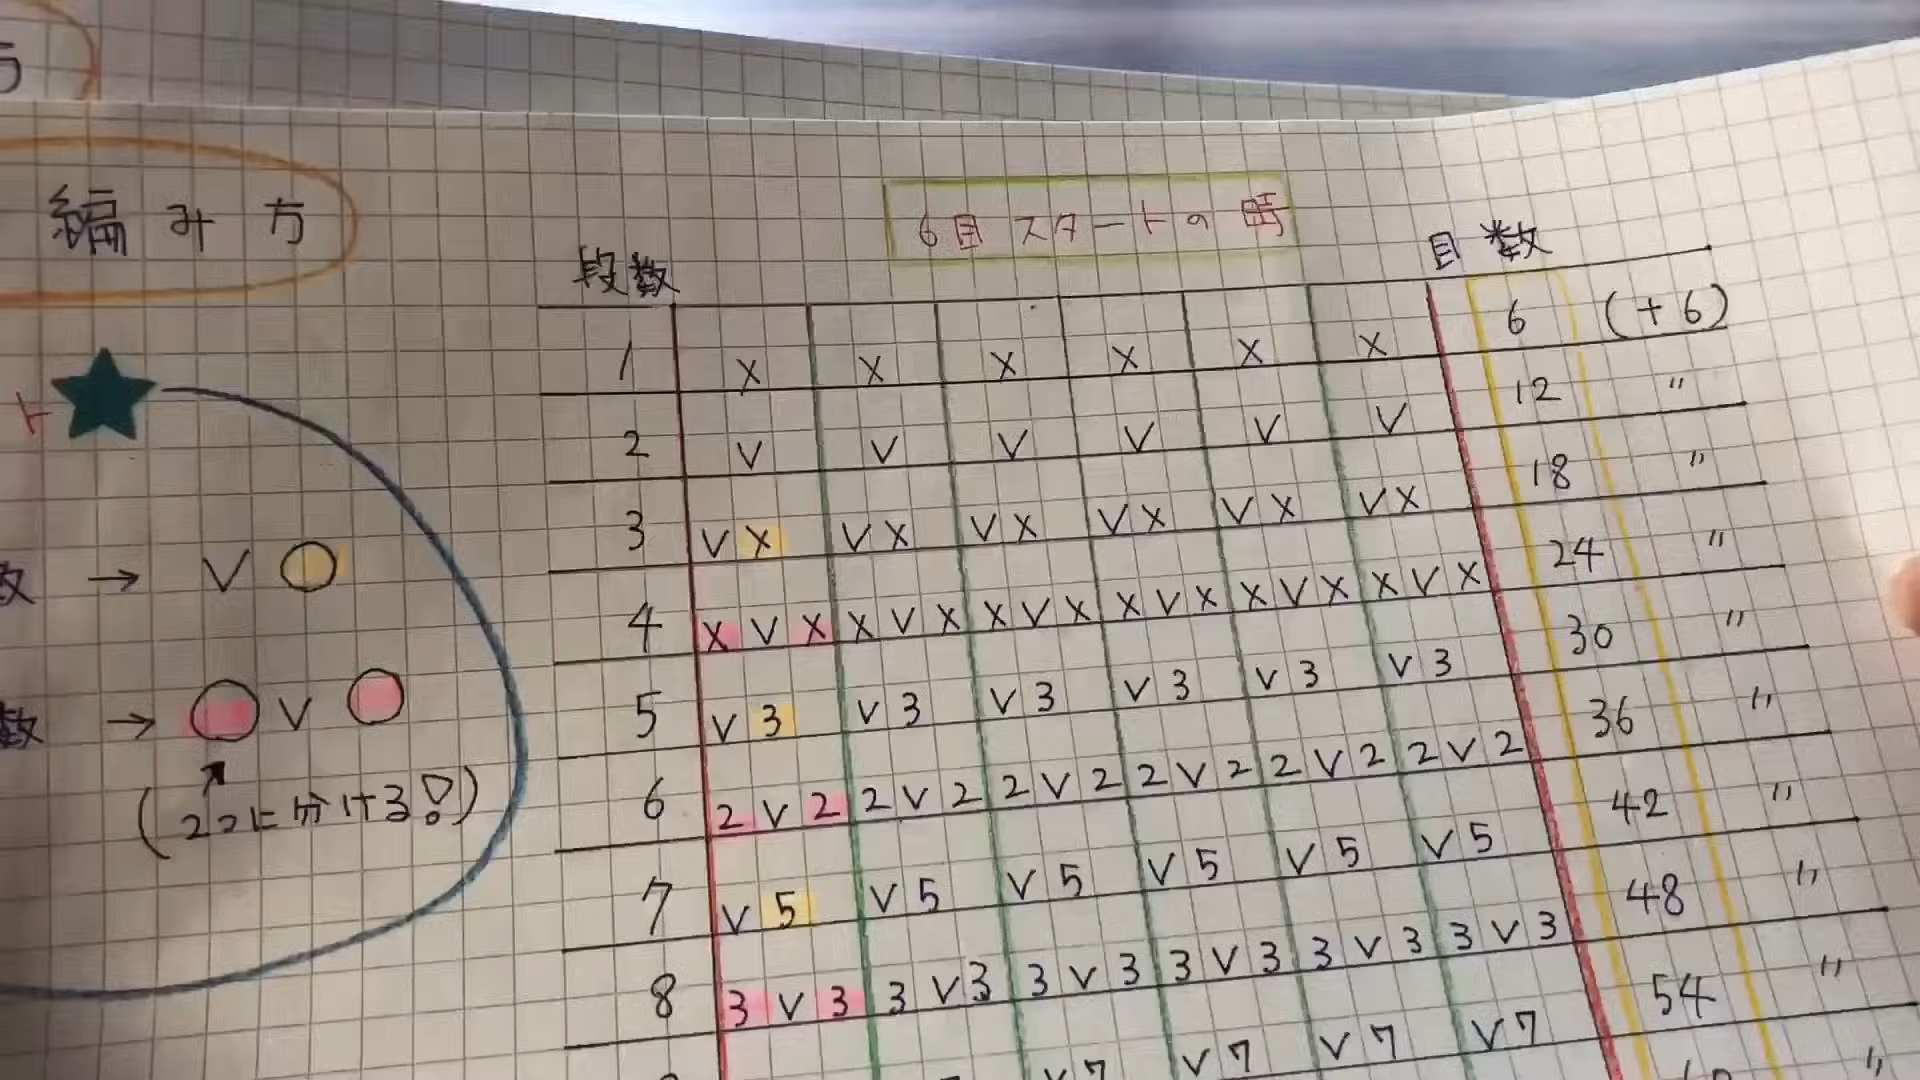 方
編み方
ト
数 → V ○
数 → ○ V ○
(2つに分ける!)
6目スタートの時
段数 目数
1 X X X X X X 6 (+6)
2 V V V V V V 12 〃
3 VX VX VX VX VX VX 18 〃
4 XVX XVX XVX XVX XVX XVX 24 〃
5 V3 V3 V3 V3 V3 V3 30 〃
6 2V2 2V2 2V2 2V2 2V2 2V2 36 〃
7 V5 V5 V5 V5 V5 V5 42 〃
8 3V3 3V3 3V3 3V3 3V3 3V3 48 〃
V7 V7 V7 V7 54 〃
〃